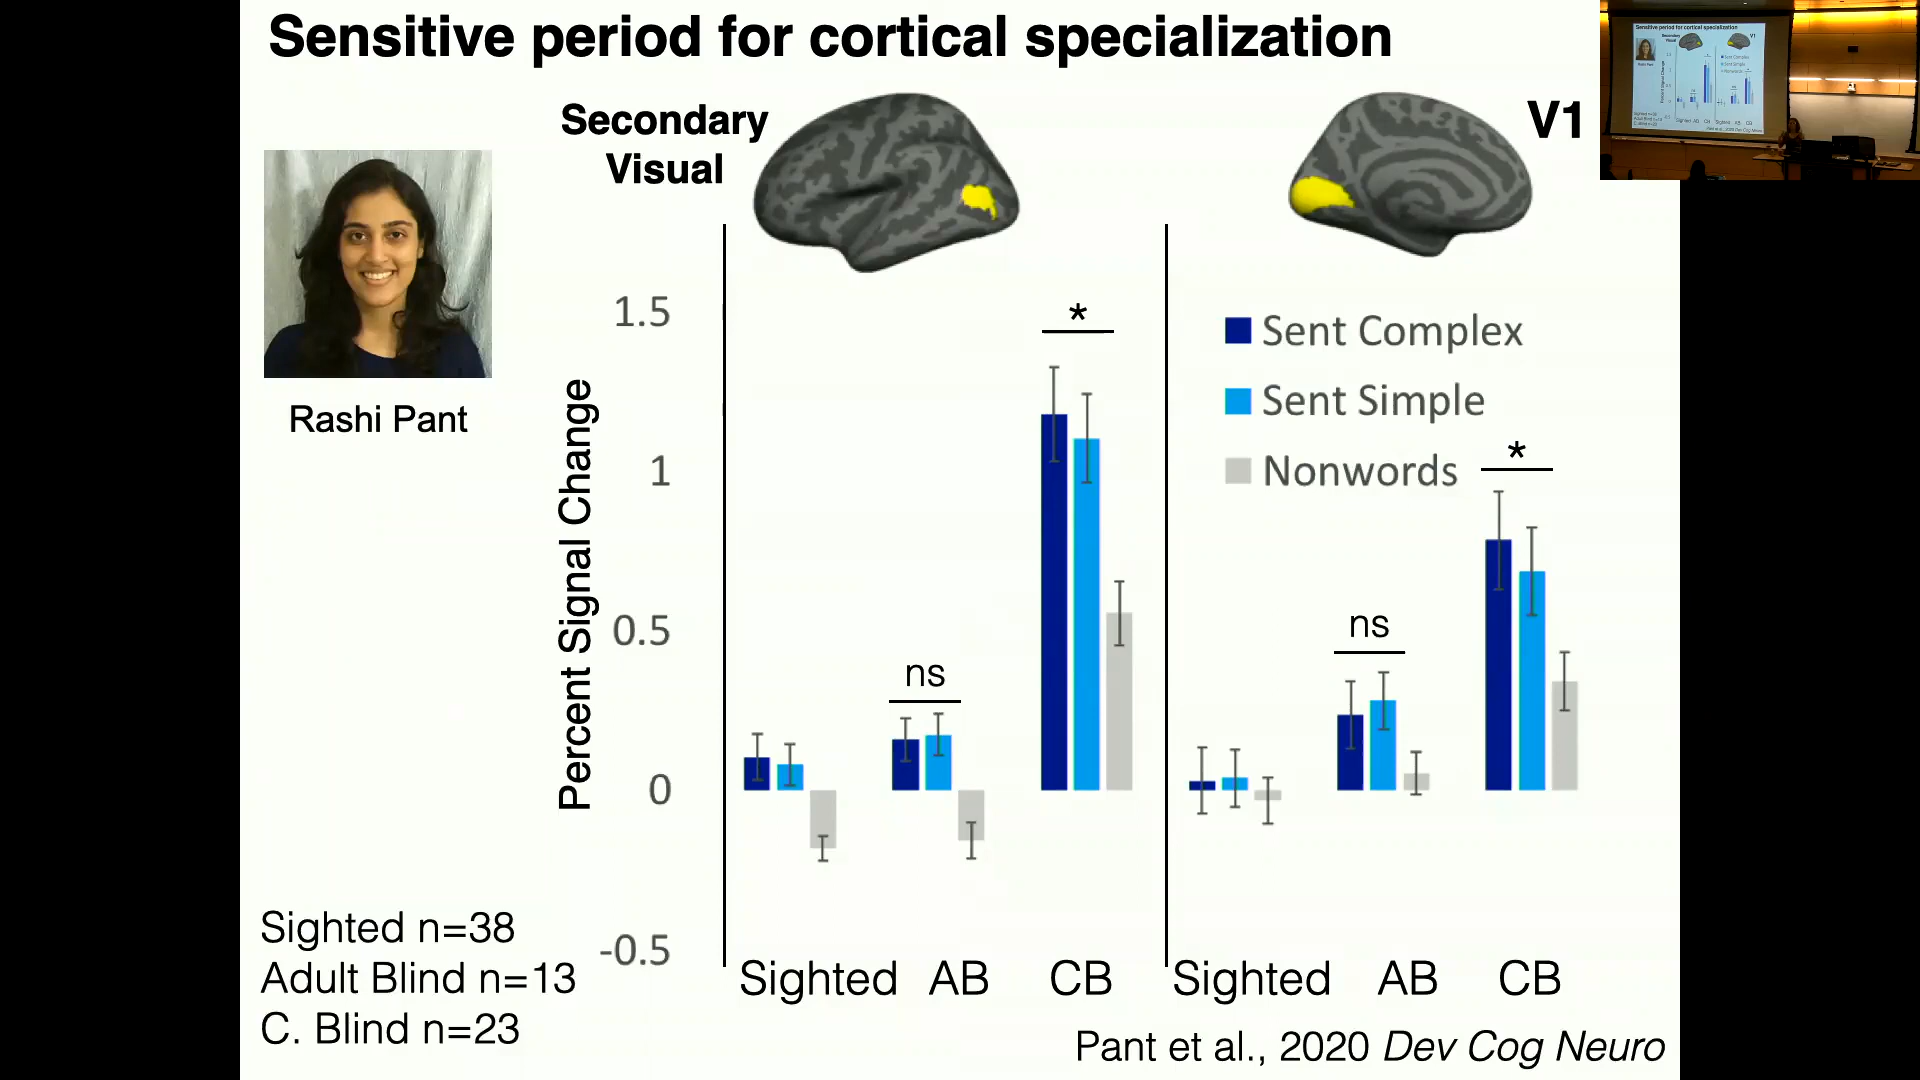 Sensitive period for cortical specialization
Secondary
Visual
V1
Rashi Pant
Percent Signal Change
1.5
1
0.5
0
-0.5
*
ns
Sent Complex
Sent Simple
Nonwords
*
ns
Sighted AB CB
Sighted AB CB
Sighted n=38
Adult Blind n=13
C. Blind n=23
Pant et al., 2020 Dev Cog Neuro